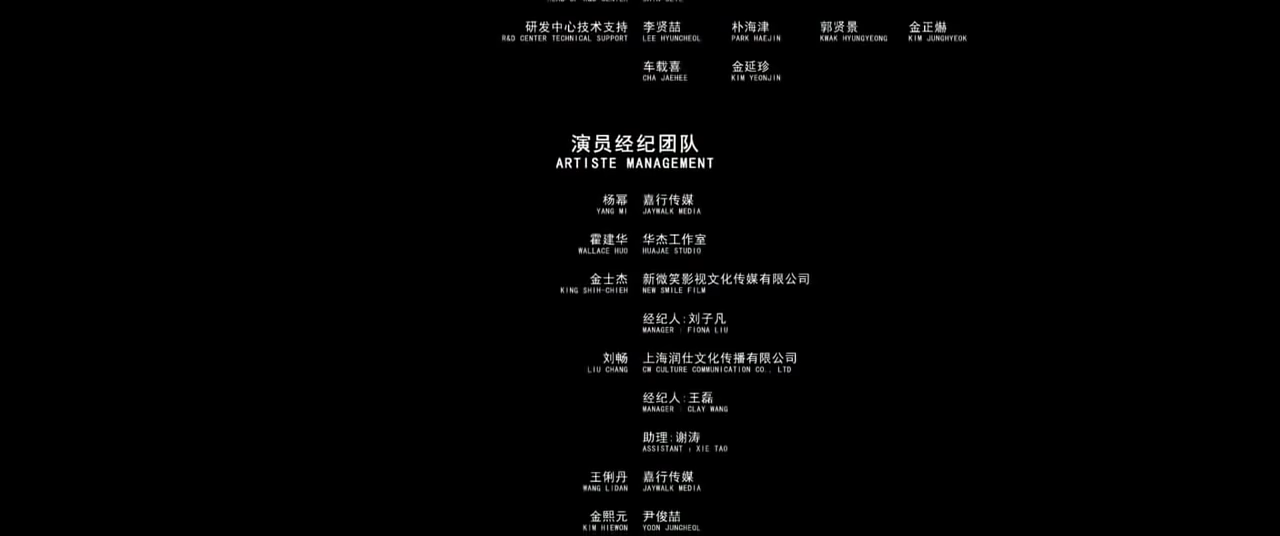 研发中心技术支持 李贤喆 朴海津 郭贤景 金正爀
R&D CENTER TECHNICAL SUPPORT LEE HYUNCHEOL PARK HAEJIN KWAK HYUNGYEONG KIM JUNGHYEOK
车载喜 金延珍
CHA JAEHEE KIM YEONJIN
演员经纪团队
ARTISTE MANAGEMENT
杨幂 嘉行传媒
YANG MI JAYWALK MEDIA
霍建华 华杰工作室
WALLACE HUO HUAJAE STUDIO
金士杰 新微笑影视文化传媒有限公司
KING SHIH-CHIEH NEW SMILE FILM
经纪人:刘子凡
MANAGER : FIONA LIU
刘畅 上海润仕文化传播有限公司
LIU CHANG CW CULTURE COMMUNICATION CO., LTD
经纪人:王磊
MANAGER : CLAY WANG
助理:谢涛
ASSISTANT : XIE TAO
王俐丹 嘉行传媒
WANG LIDAN JAYWALK MEDIA
金熙元 尹俊喆
KIM HIEWON YOON JUNCHEOL